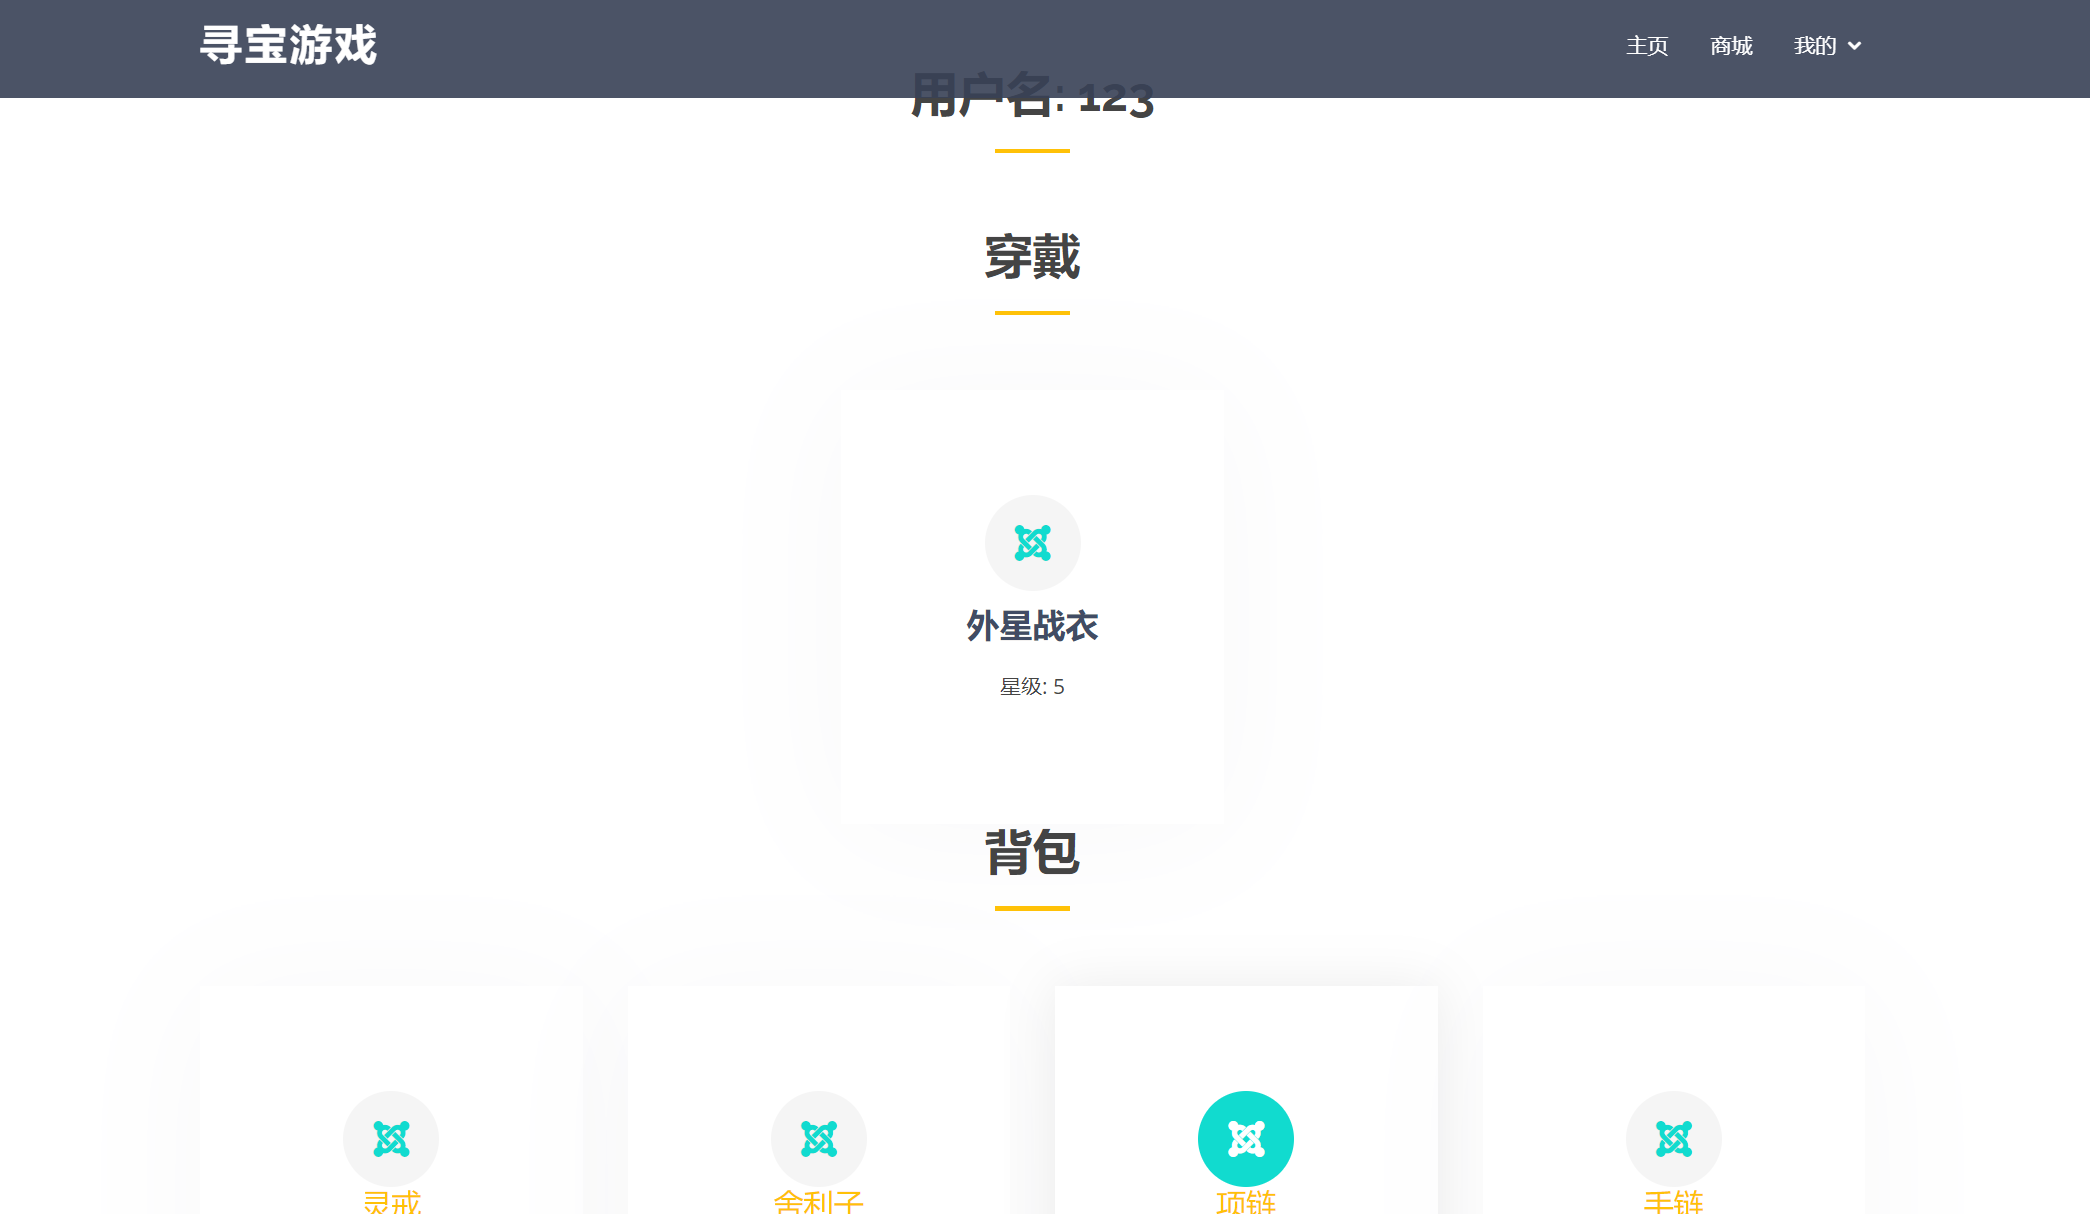 寻宝游戏
主页 商城 我的
用户名: 123
穿戴
外星战衣
星级: 5
背包
灵戒 舍利子 项链 手链